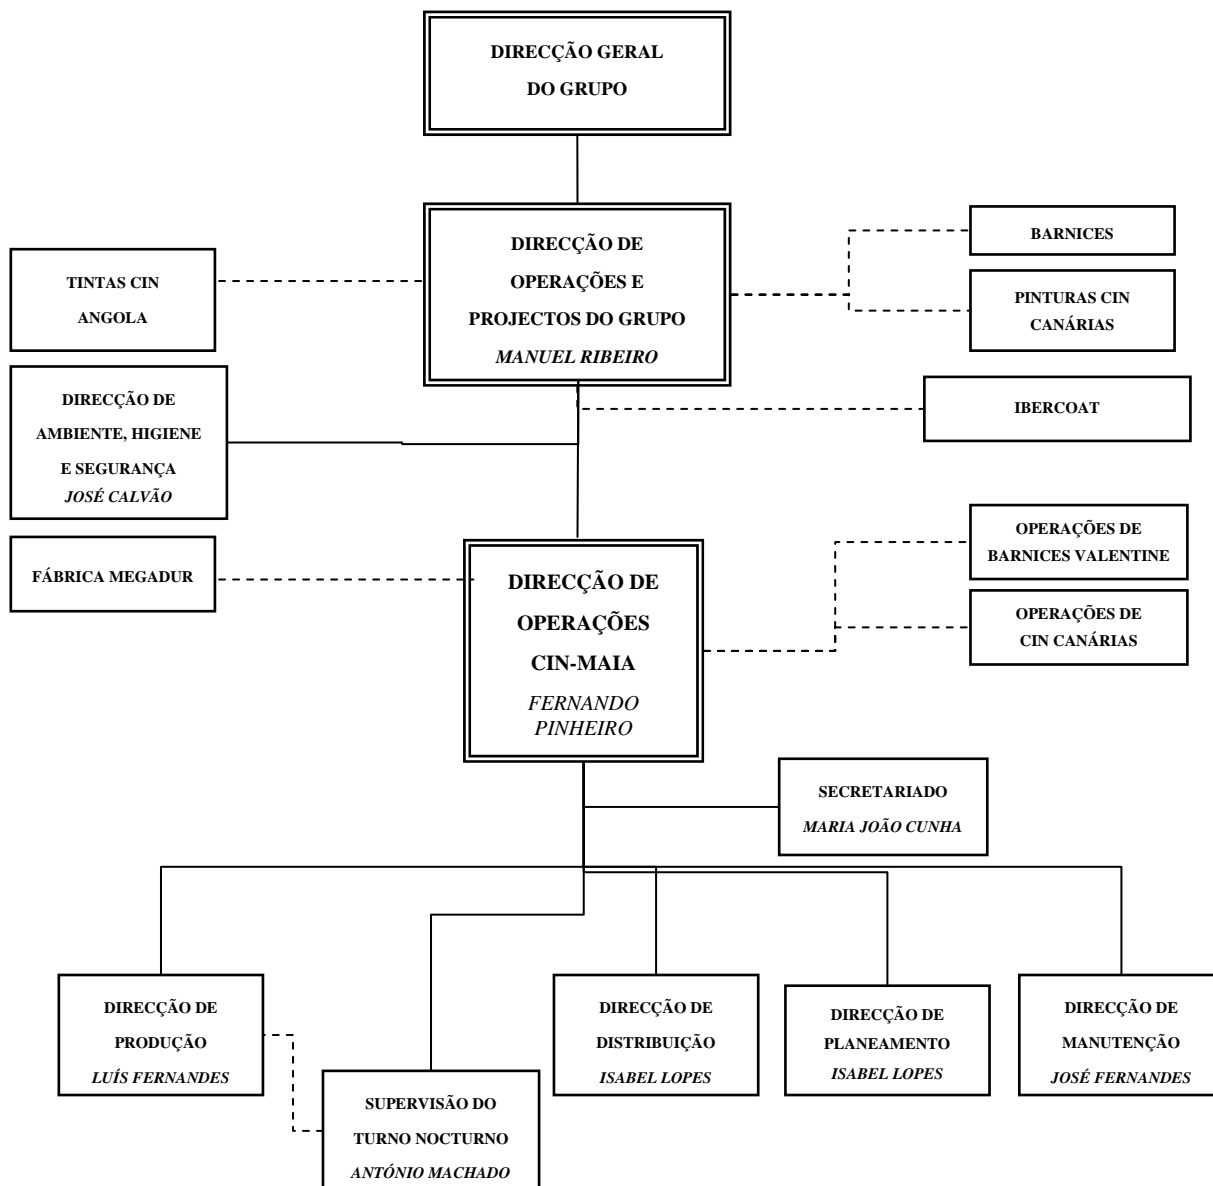 DIRECÇÃO GERAL
DO GRUPO
DIRECÇÃO DE
OPERAÇÕES E
PROJECTOS DO GRUPO
MANUEL RIBEIRO
BARNICES
PINTURAS CIN
CANÁRIAS
TINTAS CIN
ANGOLA
IBERCOAT
DIRECÇÃO DE
AMBIENTE, HIGIENE
E SEGURANÇA
JOSÉ CALVÃO
FÁBRICA MEGADUR
DIRECÇÃO DE
OPERAÇÕES
CIN-MAIA
FERNANDO
PINHEIRO
OPERAÇÕES DE
BARNICES VALENTINE
OPERAÇÕES DE
CIN CANÁRIAS
SECRETARIADO
MARIA JOÃO CUNHA
DIRECÇÃO DE
PRODUÇÃO
LUÍS FERNANDES
SUPERVISÃO DO
TURNO NOCTURNO
ANTÓNIO MACHADO
DIRECÇÃO DE
DISTRIBUIÇÃO
ISABEL LOPES
DIRECÇÃO DE
PLANEAMENTO
ISABEL LOPES
DIRECÇÃO DE
MANUTENÇÃO
JOSÉ FERNANDES